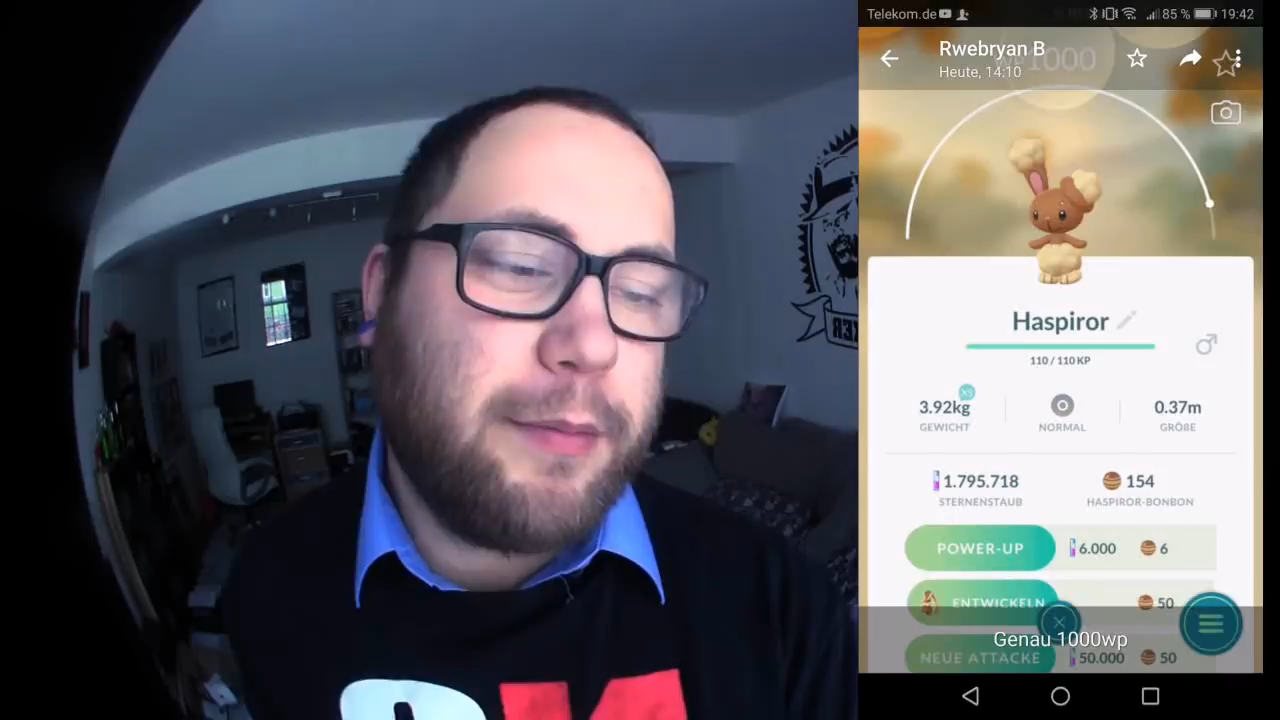 Telekom.de 85 % 19:42
Rwebryan B
Heute, 14:10
1000
Haspiror
110 / 110 KP
XS
3.92kg
GEWICHT
NORMAL
0.37m
GRÖßE
1.795.718
STERNENSTAUB
154
HASPIROR-BONBON
POWER-UP 6.000 6
ENTWICKELN 50
Genau 1000wp
NEUE ATTACKE 50.000 50